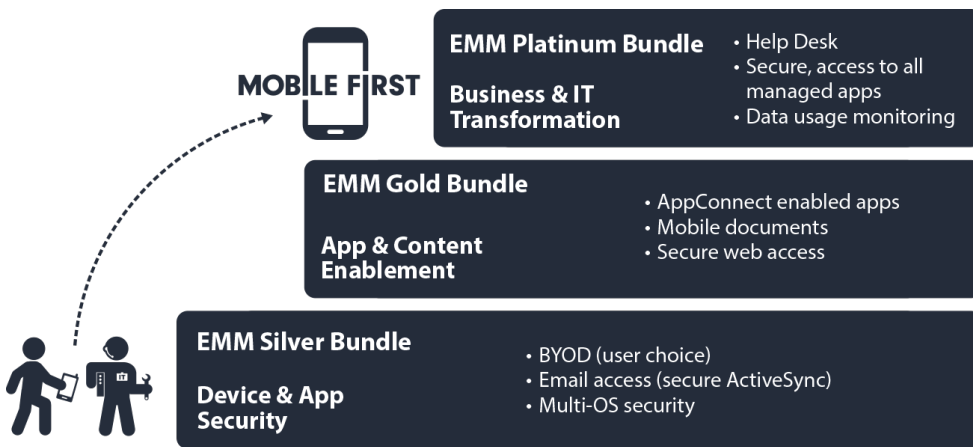 MOBILE FIRST
EMM Platinum Bundle
Business & IT
Transformation
• Help Desk
• Secure, access to all
managed apps
• Data usage monitoring
EMM Gold Bundle
App & Content
Enablement
• AppConnect enabled apps
• Mobile documents
• Secure web access
EMM Silver Bundle
Device & App
Security
• BYOD (user choice)
• Email access (secure ActiveSync)
• Multi-OS security
IT